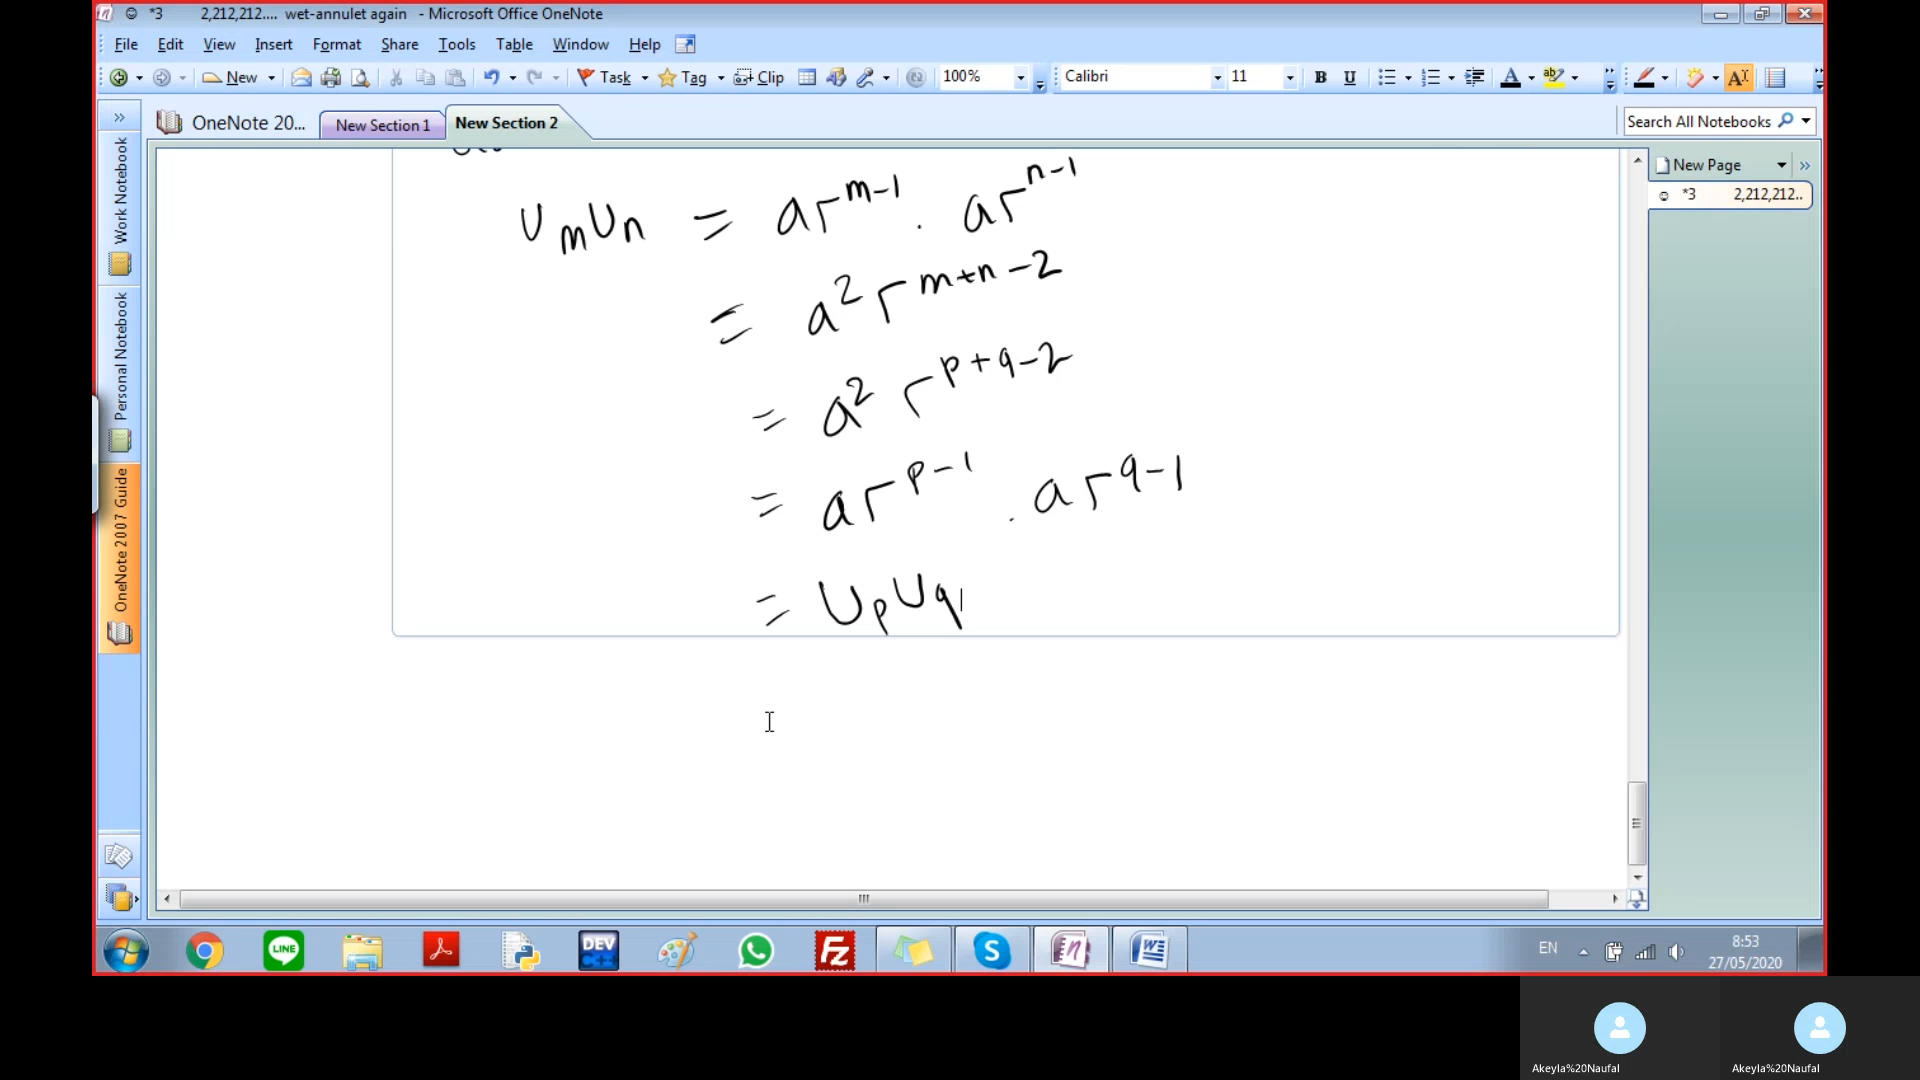 *3 2,212,212.... wet-annulet again - Microsoft Office OneNote
File Edit View Insert Format Share Tools Table Window Help
New Task Tag Clip 100% Calibri 11 B U A
OneNote 20... New Section 1 New Section 2 Search All Notebooks
New Page
*3 2,212,212..
Work Notebook
Personal Notebook
OneNote 2007 Guide
UmUn = ar^m-1 . ar^n-1
= a^2 r^m+n-2
= a^2 r^p+q-2
= ar^p-1 . ar^q-1
= UpUq
LINE
DEV C++
Fz
S
W
EN
8:53
27/05/2020
Akeyla%20Naufal
Akeyla%20Naufal